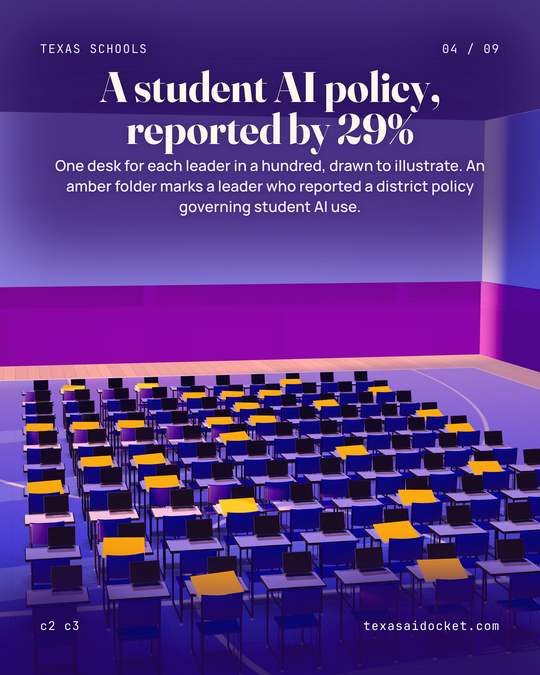 TEXAS SCHOOLS
04 / 09
A student AI policy,
reported by 29%
One desk for each leader in a hundred, drawn to illustrate. An
amber folder marks a leader who reported a district policy
governing student AI use.
c2 c3
texasaidocket.com